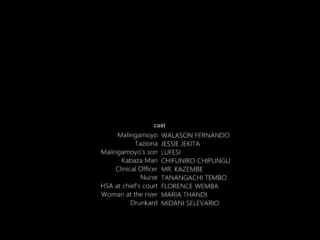 cast
Malingamoyo WALASON FERNANDO
Taziona JESSIE JEKITA
Malingamoyo's son LUFESI
Kabaza Man CHIFUNIRO CHIPUNGU
Clinical Officer MR. KAZEMBE
Nurse TANANGACHI TEMBO
HSA at chief's court FLORENCE WEMBA
Woman at the river MARIA THANDI
Drunkard MIDANI SELEVARIO